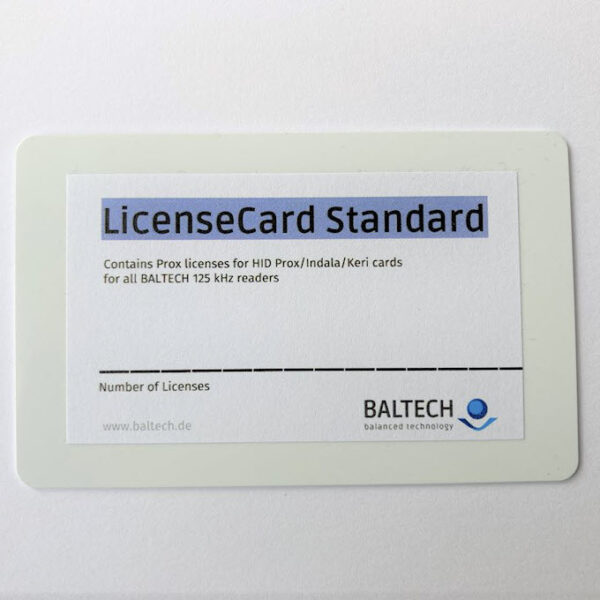 LicenseCard Standard
Contains Prox licenses for HID Prox/Indala/Keri cards
for all BALTECH 125 kHz readers
Number of Licenses
www.baltech.de
BALTECH
balanced technology